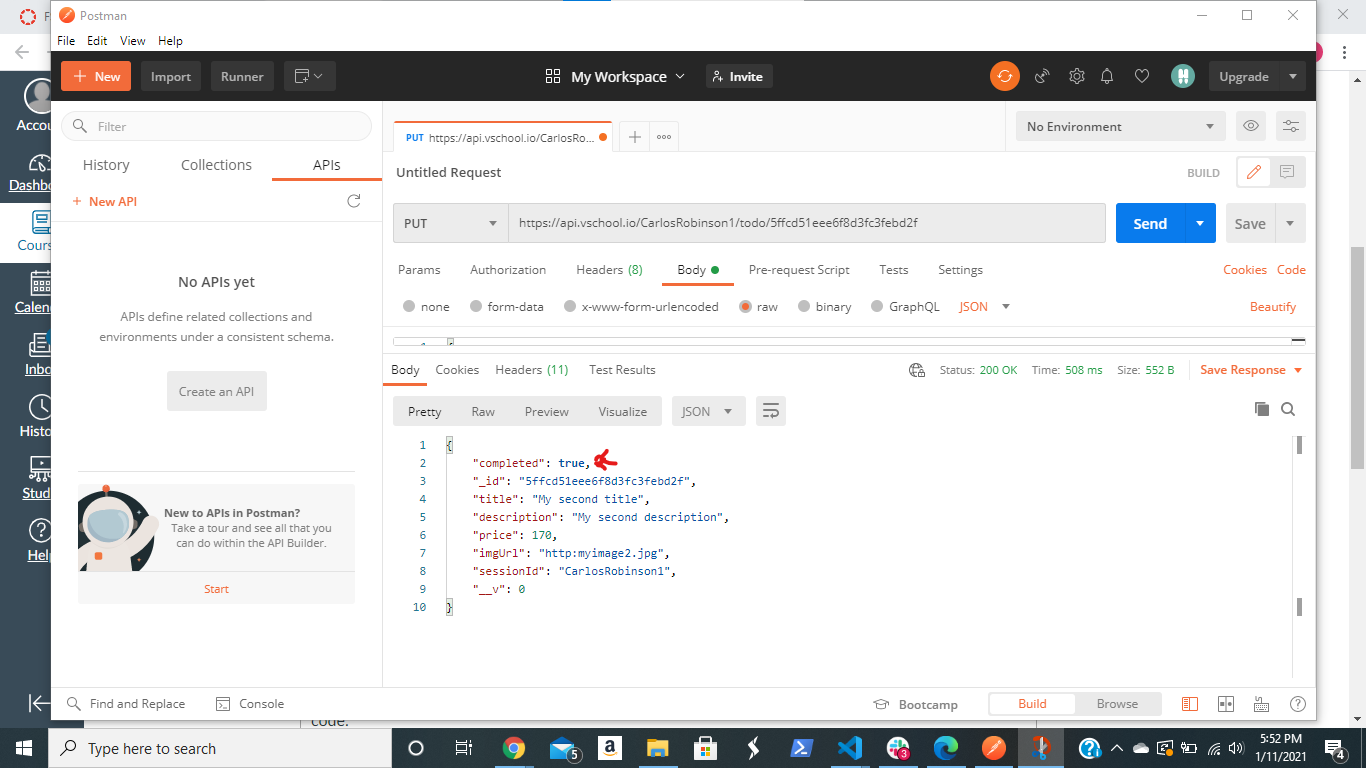 F
Postman
File Edit View Help
+ New Import Runner My Workspace Invite Upgrade
Accou
Dashbo
Cours
Calend
Inbo
Histo
Stud
Help
Filter
History Collections APIs
+ New API
No APIs yet
APIs define related collections and
environments under a consistent schema.
Create an API
New to APIs in Postman?
Take a tour and see all that you
can do within the API Builder.
Start
PUT https://api.vschool.io/CarlosRo...
No Environment
Untitled Request
BUILD
PUT https://api.vschool.io/CarlosRobinson1/todo/5ffcd51eee6f8d3fc3febd2f
Send Save
Params Authorization Headers (8) Body Pre-request Script Tests Settings Cookies Code
none form-data x-www-form-urlencoded raw binary GraphQL JSON Beautify
Body Cookies Headers (11) Test Results Status: 200 OK Time: 508 ms Size: 552 B Save Response
Pretty Raw Preview Visualize JSON
1 {
2 "completed": true,
3 "_id": "5ffcd51eee6f8d3fc3febd2f",
4 "title": "My second title",
5 "description": "My second description",
6 "price": 170,
7 "imgUrl": "http:myimage2.jpg",
8 "sessionId": "CarlosRobinson1",
9 "__v": 0
10 }
Find and Replace Console Bootcamp Build Browse
code.
Type here to search
5
3
5:52 PM
1/11/2021
4